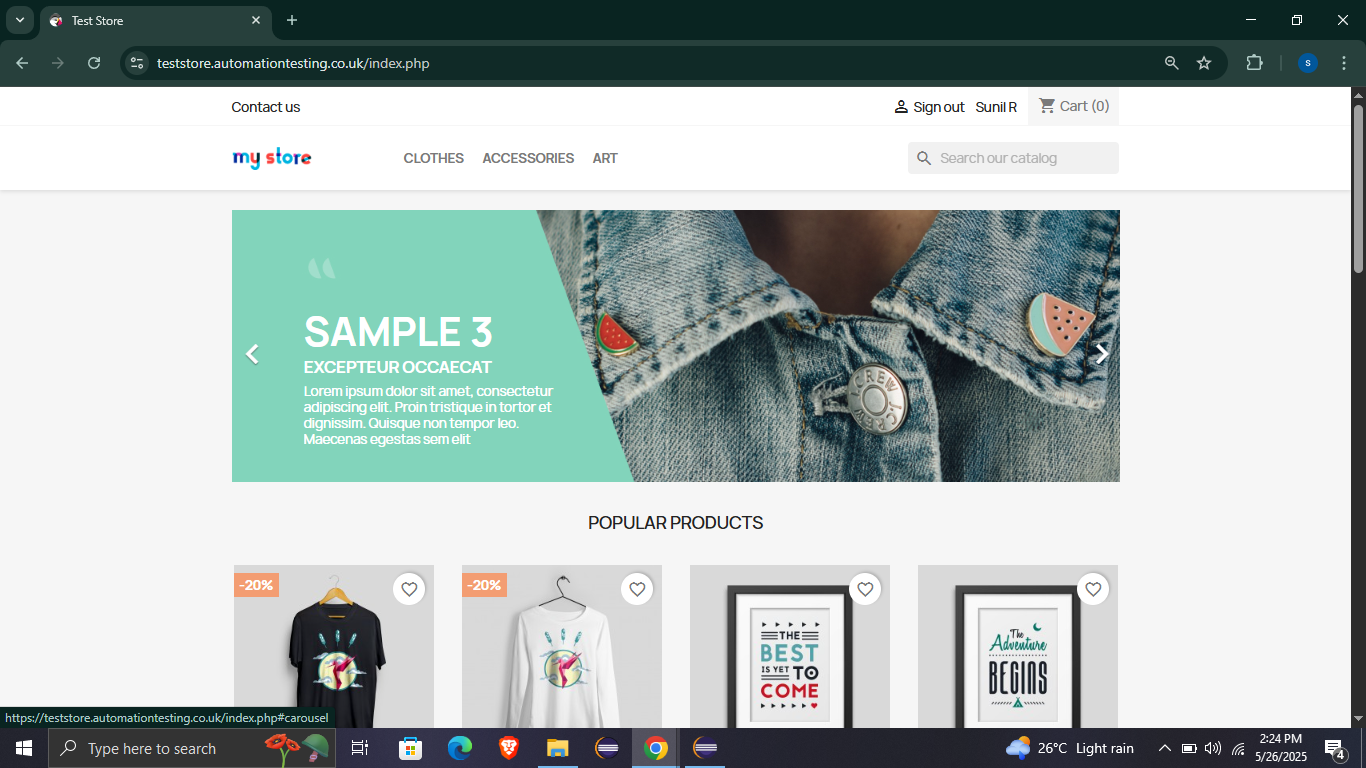 Test Store
teststore.automationtesting.co.uk/index.php
S
Contact us
Sign out
Sunil R
Cart (0)
my store
CLOTHES
ACCESSORIES
ART
Search our catalog
SAMPLE 3
EXCEPTEUR OCCAECAT
Lorem ipsum dolor sit amet, consectetur
adipiscing elit. Proin tristique in tortor et
dignissim. Quisque non tempor leo.
Maecenas egestas sem elit
J.CREW J.CREW
POPULAR PRODUCTS
-20%
-20%
THE
BEST
IS YET TO
COME
The
Adventure
BEGINS
https://teststore.automationtesting.co.uk/index.php#carousel
Type here to search
26°C Light rain
2:24 PM
5/26/2025
4